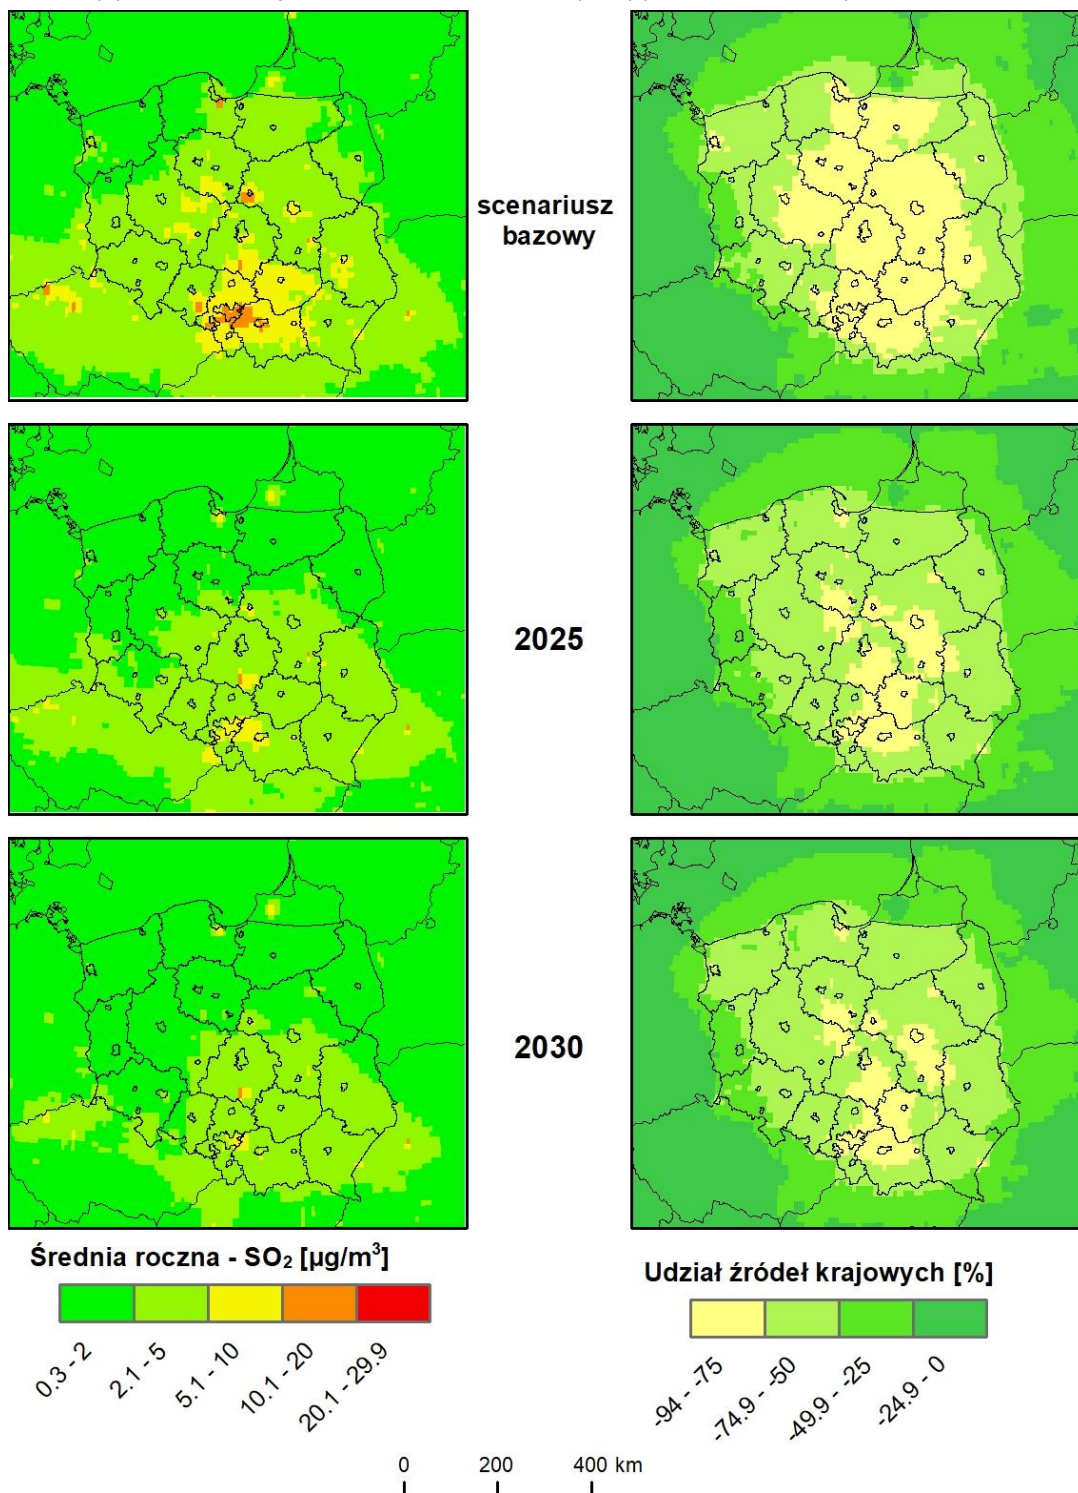 scenariusz
bazowy
2025
2030
Średnia roczna - SO₂ [µg/m³]
0.3 - 2
2.1 - 5
5.1 - 10
10.1 - 20
20.1 - 29.9
Udział źródeł krajowych [%]
-94 - -75
-74.9 - -50
-49.9 - -25
-24.9 - 0
0 200 400 km